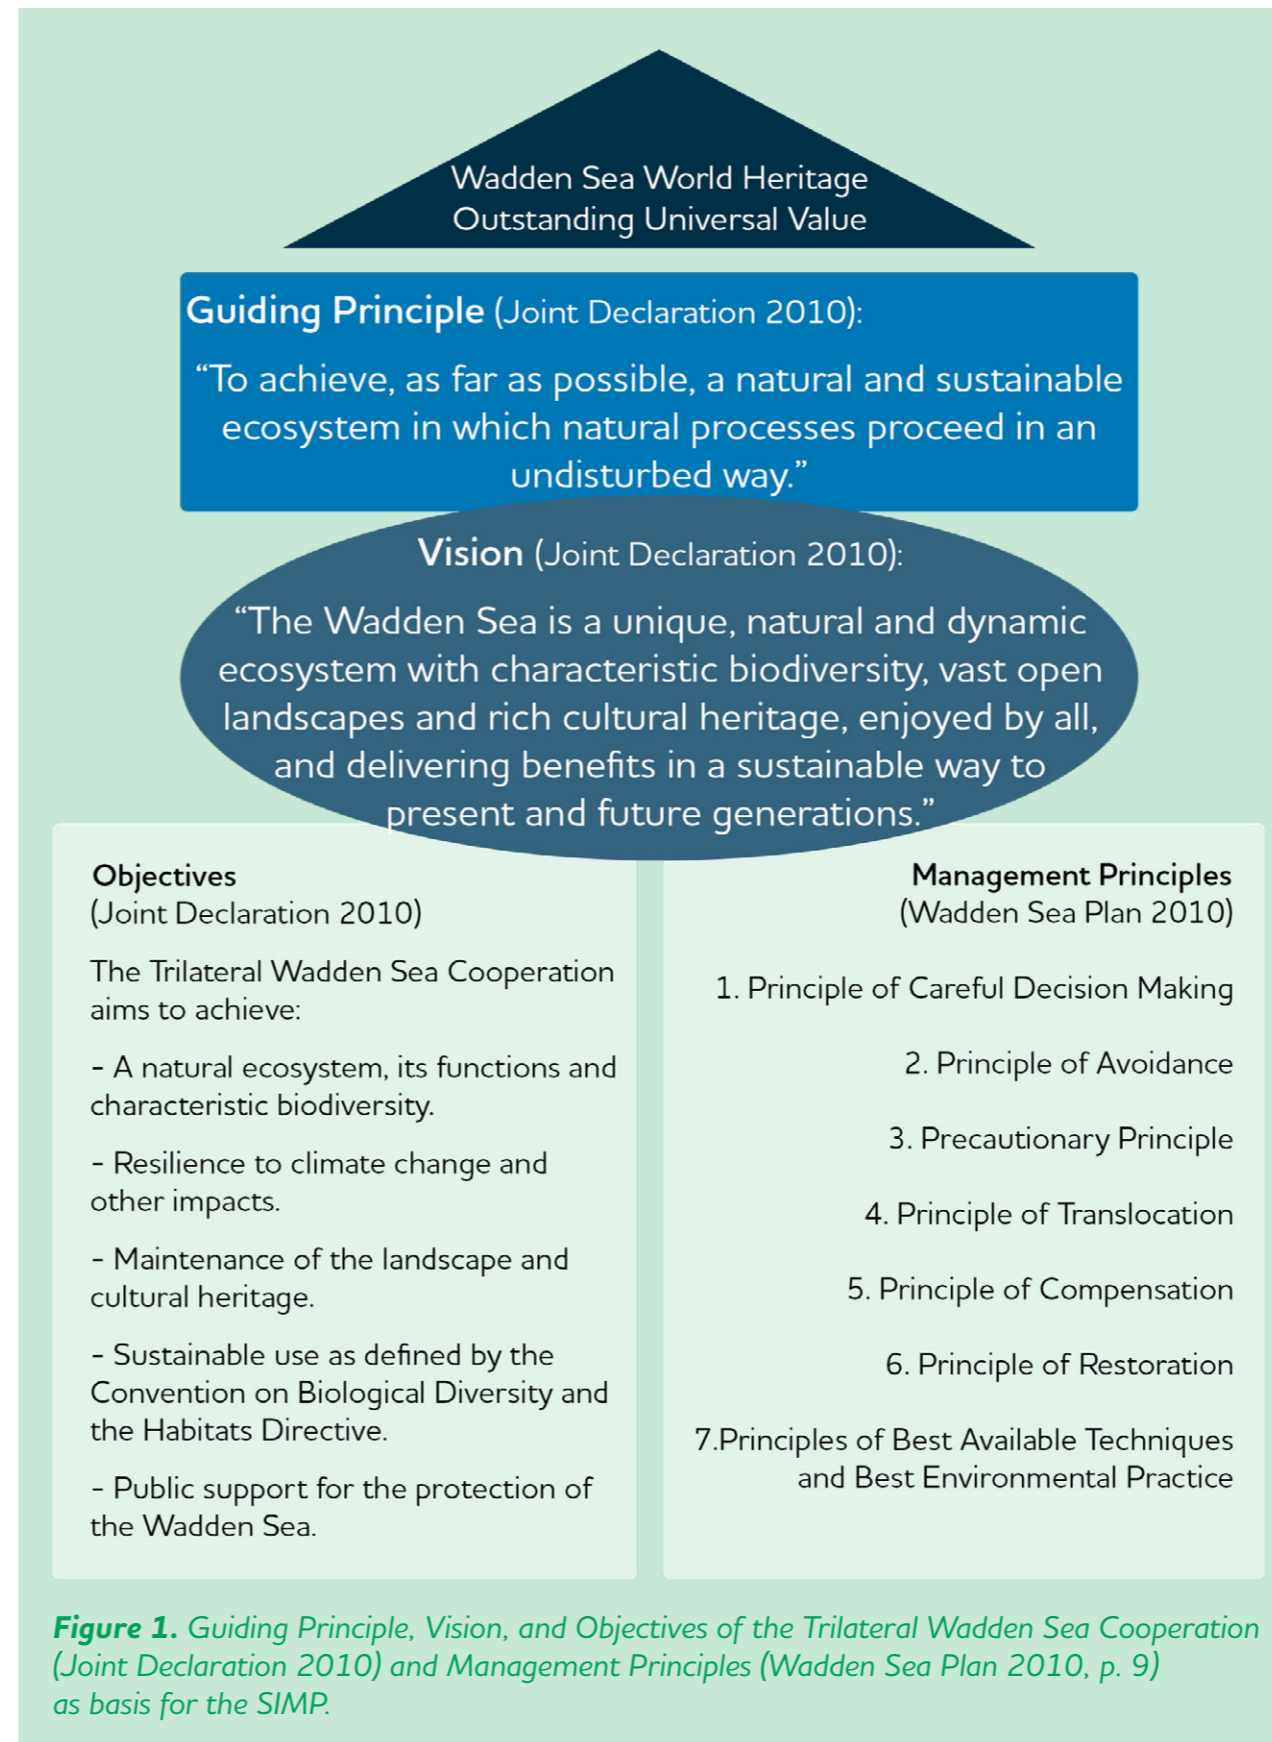 Wadden Sea World Heritage
Outstanding Universal Value
Guiding Principle (Joint Declaration 2010):
“To achieve, as far as possible, a natural and sustainable
ecosystem in which natural processes proceed in an
undisturbed way.”
Vision (Joint Declaration 2010):
“The Wadden Sea is a unique, natural and dynamic
ecosystem with characteristic biodiversity, vast open
landscapes and rich cultural heritage, enjoyed by all,
and delivering benefits in a sustainable way to
present and future generations.”
Objectives
(Joint Declaration 2010)
The Trilateral Wadden Sea Cooperation
aims to achieve:
- A natural ecosystem, its functions and
characteristic biodiversity.
- Resilience to climate change and
other impacts.
- Maintenance of the landscape and
cultural heritage.
- Sustainable use as defined by the
Convention on Biological Diversity and
the Habitats Directive.
- Public support for the protection of
the Wadden Sea.
Management Principles
(Wadden Sea Plan 2010)
1. Principle of Careful Decision Making
2. Principle of Avoidance
3. Precautionary Principle
4. Principle of Translocation
5. Principle of Compensation
6. Principle of Restoration
7.Principles of Best Available Techniques
and Best Environmental Practice
Figure 1. Guiding Principle, Vision, and Objectives of the Trilateral Wadden Sea Cooperation
(Joint Declaration 2010) and Management Principles (Wadden Sea Plan 2010, p. 9)
as basis for the SIMP.